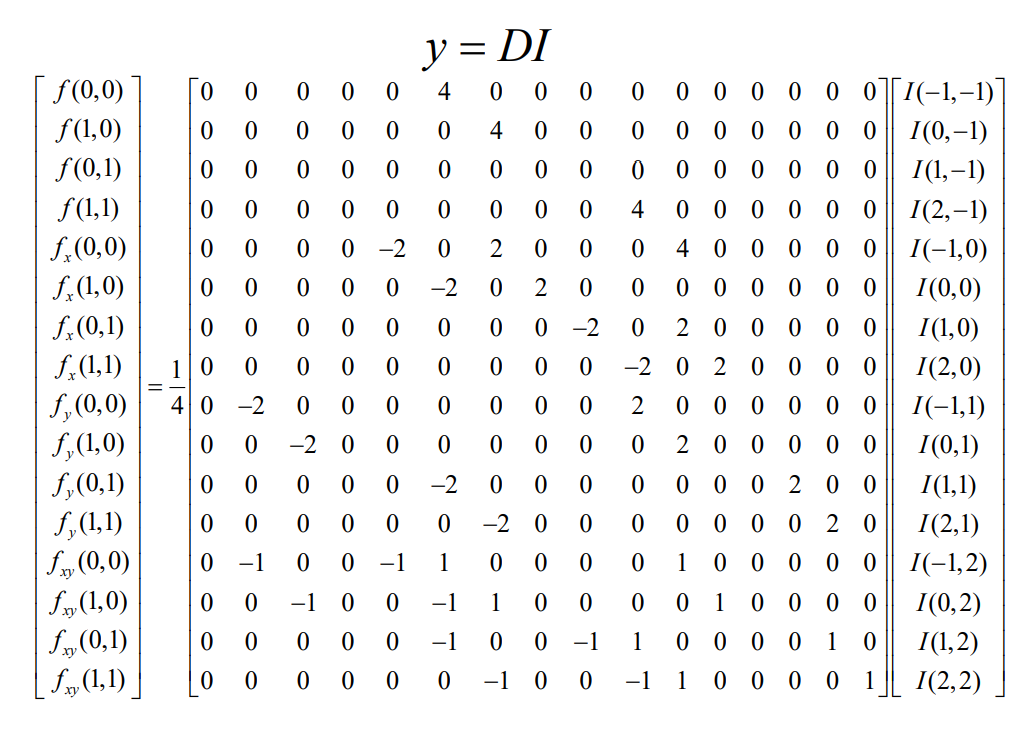 y = DI
f(0,0) 0 0 0 0 0 4 0 0 0 0 0 0 0 0 0 0 I(−1,−1)
f(1,0) 0 0 0 0 0 0 4 0 0 0 0 0 0 0 0 0 I(0,−1)
f(0,1) 0 0 0 0 0 0 0 0 0 0 0 0 0 0 0 0 I(1,−1)
f(1,1) 0 0 0 0 0 0 0 0 0 4 0 0 0 0 0 0 I(2,−1)
f_x(0,0) 0 0 0 0 −2 0 2 0 0 0 4 0 0 0 0 0 I(−1,0)
f_x(1,0) 0 0 0 0 0 −2 0 2 0 0 0 0 0 0 0 0 I(0,0)
f_x(0,1) 0 0 0 0 0 0 0 0 −2 0 2 0 0 0 0 0 I(1,0)
f_x(1,1) = 1/4 0 0 0 0 0 0 0 0 0 −2 0 2 0 0 0 0 I(2,0)
f_y(0,0) 0 −2 0 0 0 0 0 0 0 2 0 0 0 0 0 0 I(−1,1)
f_y(1,0) 0 0 −2 0 0 0 0 0 0 0 2 0 0 0 0 0 I(0,1)
f_y(0,1) 0 0 0 0 0 −2 0 0 0 0 0 0 0 2 0 0 I(1,1)
f_y(1,1) 0 0 0 0 0 0 −2 0 0 0 0 0 0 0 2 0 I(2,1)
f_xy(0,0) 0 −1 0 0 −1 1 0 0 0 0 1 0 0 0 0 0 I(−1,2)
f_xy(1,0) 0 0 −1 0 0 −1 1 0 0 0 0 1 0 0 0 0 I(0,2)
f_xy(0,1) 0 0 0 0 0 −1 0 0 −1 1 0 0 0 0 1 0 I(1,2)
f_xy(1,1) 0 0 0 0 0 0 −1 0 0 −1 1 0 0 0 0 1 I(2,2)